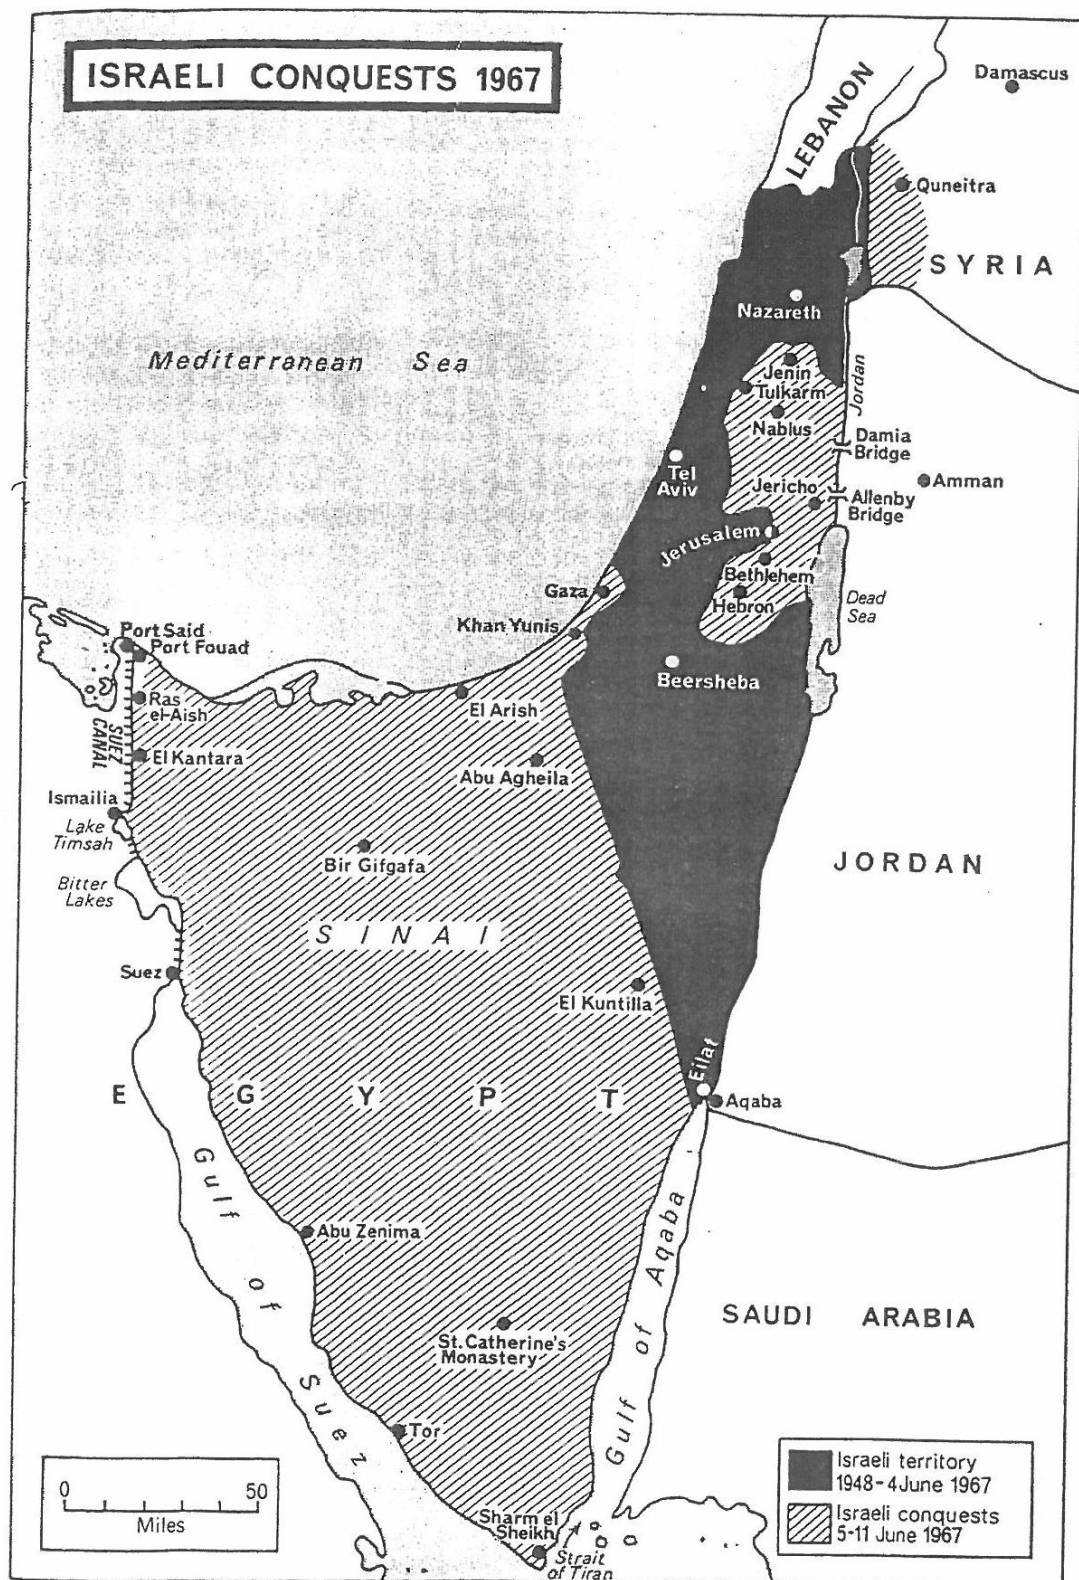 ISRAELI CONQUESTS 1967
Damascus
LEBANON
Quneitra
SYRIA
Nazareth
Mediterranean Sea
Jenin
Tulkarm
Nablus
Jordan
Damia
Bridge
Tel
Aviv
Jericho
Allenby
Bridge
Amman
Jerusalem
Bethlehem
Hebron
Dead
Sea
Gaza
Khan Yunis
Port Said
Port Fouad
Beersheba
Ras
el-Aish
El Arish
SUEZ
CANAL
El Kantara
Abu Agheila
Ismailia
Lake
Timsah
Bir Gifgafa
Bitter
Lakes
JORDAN
SINAI
Suez
El Kuntilla
Eilat
EGYPT
Aqaba
Gulf of Suez
Gulf of Aqaba
Abu Zenima
SAUDI ARABIA
St. Catherine's
Monastery
Tor
Sharm el
Sheikh
Strait
of Tiran
0 50
Miles
Israeli territory
1948-4 June 1967
Israeli conquests
5-11 June 1967